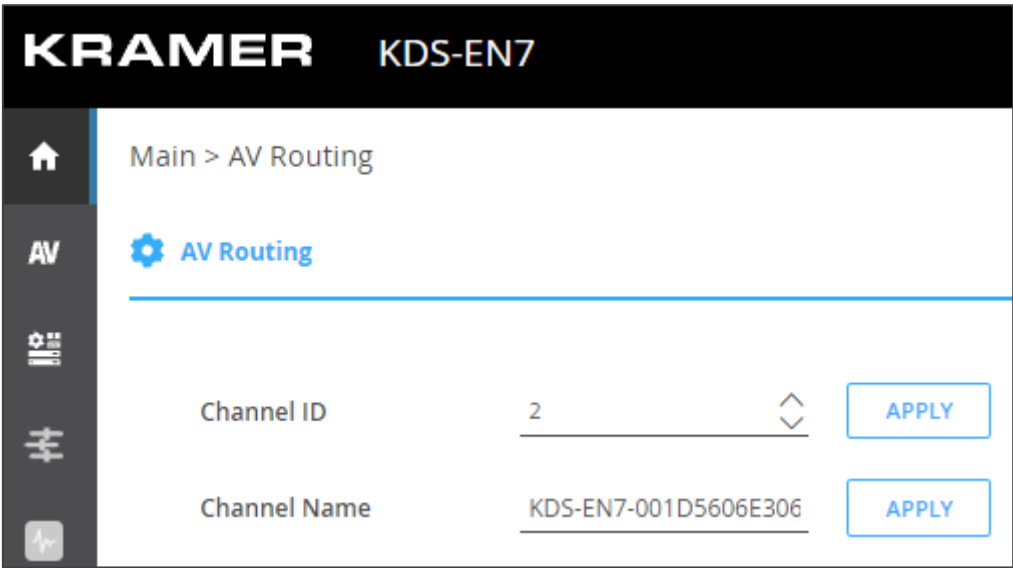 KRAMER KDS-EN7
Main > AV Routing
AV
AV Routing
Channel ID 2 APPLY
Channel Name KDS-EN7-001D5606E306 APPLY